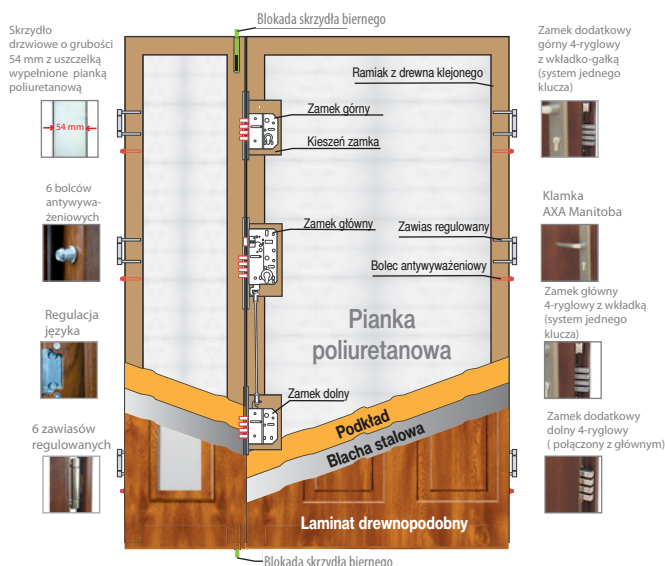 Blokada skrzydła biernego
Skrzydło
drzwiowe o grubości
54 mm z uszczelką
wypełnione pianką
poliuretanową
54 mm
6 bolców
antywywa-
żeniowych
Regulacja
języka
6 zawiasów
regulowanych
Ramiak z drewna klejonego
Zamek górny
Kieszeń zamka
Zamek główny
Zawias regulowany
Bolec antywyważeniowy
Pianka
poliuretanowa
Zamek dolny
Podkład
Blacha stalowa
Laminat drewnopodobny
Blokada skrzydła biernego
Zamek dodatkowy
górny 4-ryglowy
z wkładko-gałką
(system jednego
klucza)
Klamka
AXA Manitoba
Zamek główny
4-ryglowy z wkładką
(system jednego
klucza)
Zamek dodatkowy
dolny 4-ryglowy
( połączony z głównym)